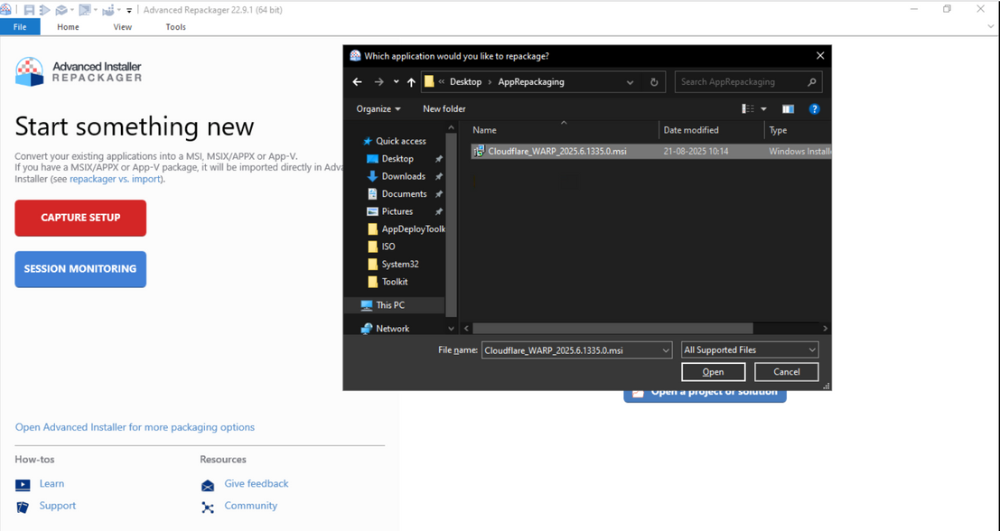 Advanced Repackager 22.9.1 (64 bit)
File Home View Tools
Advanced Installer
REPACKAGER
Start something new
Convert your existing applications into a MSI, MSIX/APPX or App-V.
If you have a MSIX/APPX or App-V package, it will be imported directly in Adva
Installer (see repackager vs. import).
CAPTURE SETUP
SESSION MONITORING
Open Advanced Installer for more packaging options
How-tos
Learn
Support
Resources
Give feedback
Community
Which application would you like to repackage?
« Desktop › AppRepackaging
Search AppRepackaging
Organize New folder
Name Date modified Type
Cloudflare_WARP_2025.6.1335.0.msi 21-08-2025 10:14 Windows Install
Quick access
Desktop
Downloads
Documents
Pictures
AppDeployToolk
ISO
System32
Toolkit
This PC
Network
File name: Cloudflare_WARP_2025.6.1335.0.msi
All Supported Files
Open Cancel
Open a project or solution